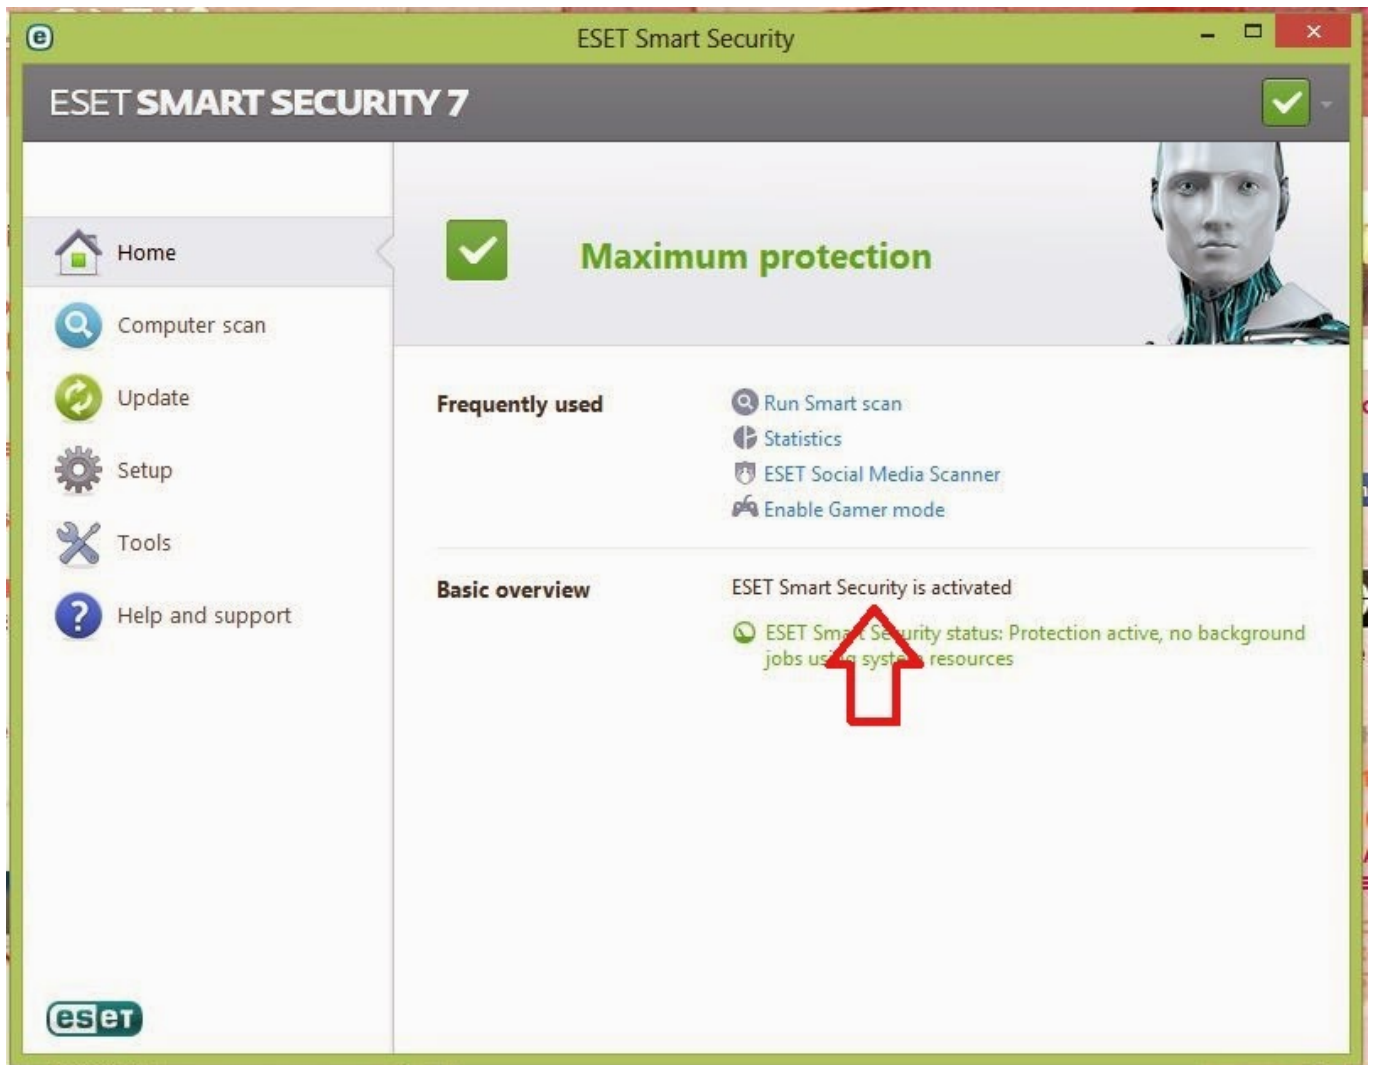 ESET Smart Security
ESET SMART SECURITY 7
Home
Computer scan
Update
Setup
Tools
Help and support
Maximum protection
Frequently used
Run Smart scan
Statistics
ESET Social Media Scanner
Enable Gamer mode
Basic overview
ESET Smart Security is activated
ESET Smart Security status: Protection active, no background
jobs using system resources
eseT